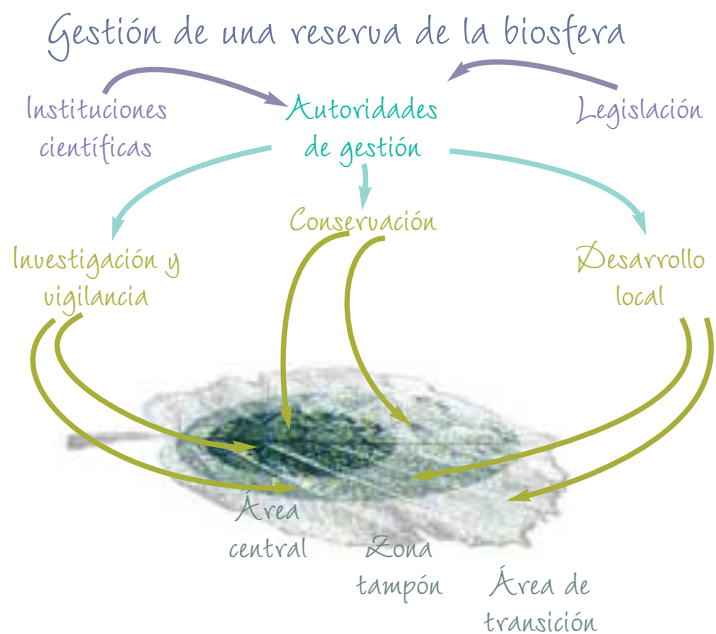 Gestión de una reserva de la biosfera
Instituciones
científicas
Autoridades
de gestión
Legislación
Conservación
Investigación y
vigilancia
Desarrollo
local
Área
central
Zona
tampón
Área de
transición